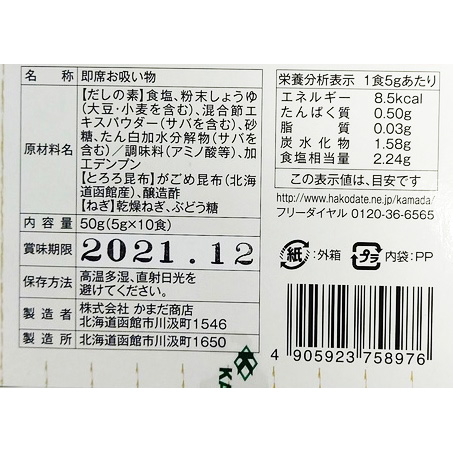 名称 即席お吸い物
原材料名
【だしの素】食塩、粉末しょうゆ
(大豆・小麦を含む)、混合節エ
キスパウダー(サバを含む)、砂
糖、たん白加水分解物(サバを
含む)/調味料(アミノ酸等)、加
工デンプン
【とろろ昆布】がごめ昆布(北海
道函館産)、醸造酢
【ねぎ】乾燥ねぎ、ぶどう糖
内容量 50g(5g×10食)
賞味期限 2021.12
保存方法 高温多湿、直射日光を
避けてください。
製造者 株式会社 かまだ商店
北海道函館市川汲町1546
製造所 北海道函館市川汲町1650
栄養分析表示 1食5gあたり
エネルギー 8.5kcal
たんぱく質 0.50g
脂質 0.03g
炭水化物 1.58g
食塩相当量 2.24g
この表示値は、目安です
http://www.hakodate.ne.jp/kamada/
フリーダイヤル 0120-36-6565
紙:外箱 プラ 内袋:PP
4 905923 758976
KA